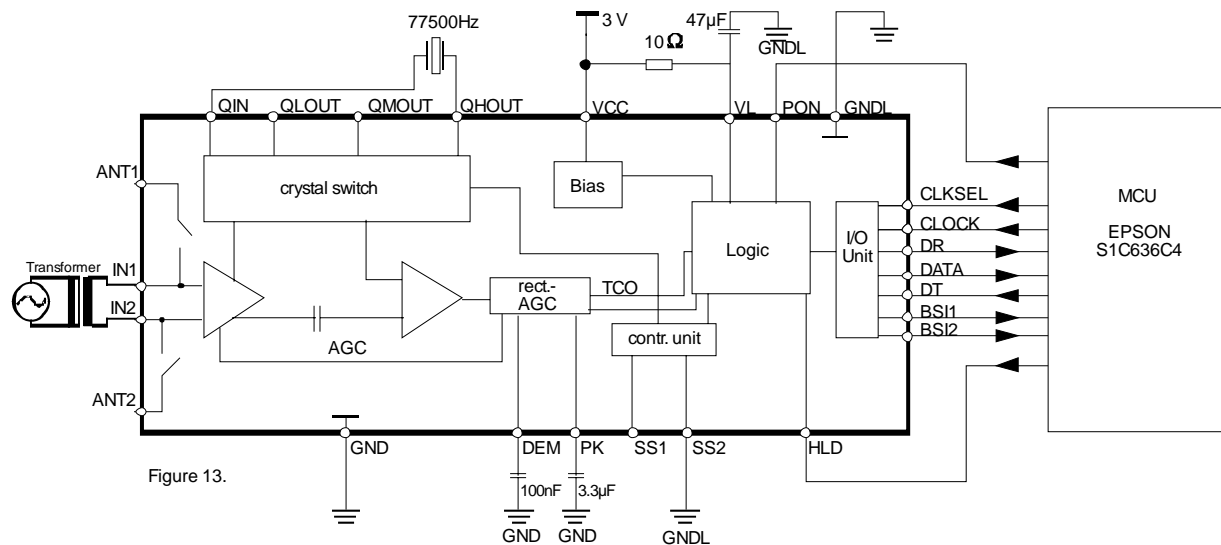 77500Hz
3 V
47µF
10 Ω
GNDL
QIN QLOUT QMOUT QHOUT VCC VL PON GNDL
ANT1
crystal switch
Bias
MCU
EPSON
S1C636C4
CLKSEL
CLOCK
DR
DATA
DT
BSI1
BSI2
Logic
I/O
Unit
Transformer
IN1
IN2
rect.-
AGC
TCO
contr. unit
AGC
ANT2
GND DEM PK SS1 SS2 HLD
Figure 13.
100nF 3.3µF
GND GND GNDL